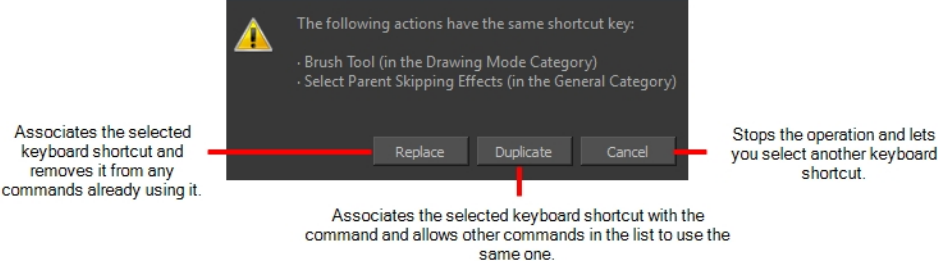 The following actions have the same shortcut key:
· Brush Tool (in the Drawing Mode Category)
· Select Parent Skipping Effects (in the General Category)
Replace
Duplicate
Cancel
Associates the selected
keyboard shortcut and
removes it from any
commands already using it.
Stops the operation and lets
you select another keyboard
shortcut.
Associates the selected keyboard shortcut with the
command and allows other commands in the list to use the
same one.